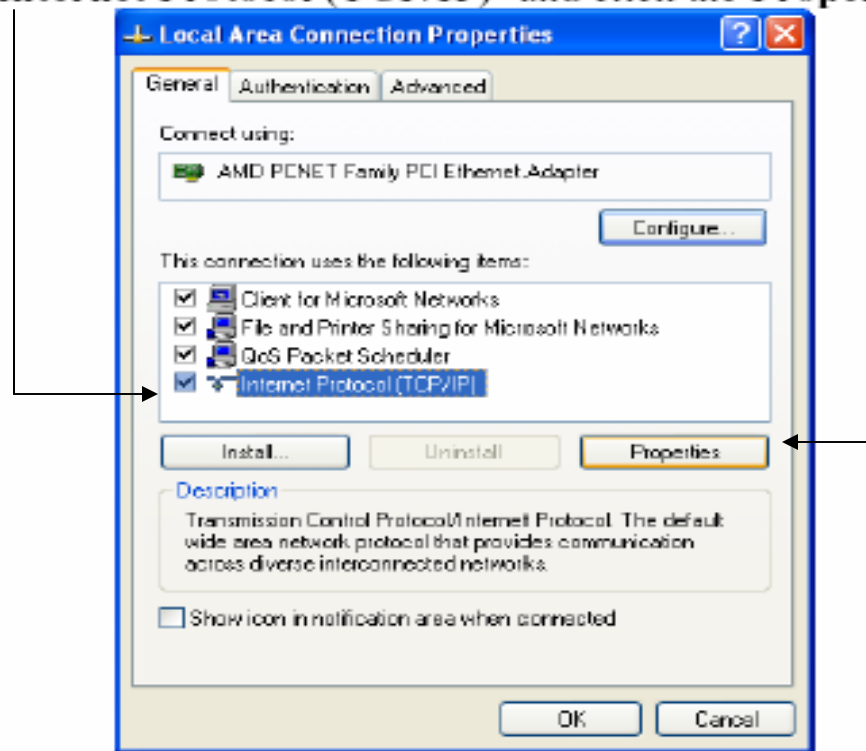 and click the
Local Area Connection Properties
General Authentication Advanced
Connect using:
AMD PCNET Family PCI Ethernet Adapter
Configure...
This connection uses the following items:
Client for Microsoft Networks
File and Printer Sharing for Microsoft Networks
QoS Packet Scheduler
Internet Protocol (TCP/IP)
Install... Uninstall Properties
Description
Transmission Control Protocol/Internet Protocol. The default
wide area network protocol that provides communication
across diverse interconnected networks.
Show icon in notification area when connected
OK Cancel